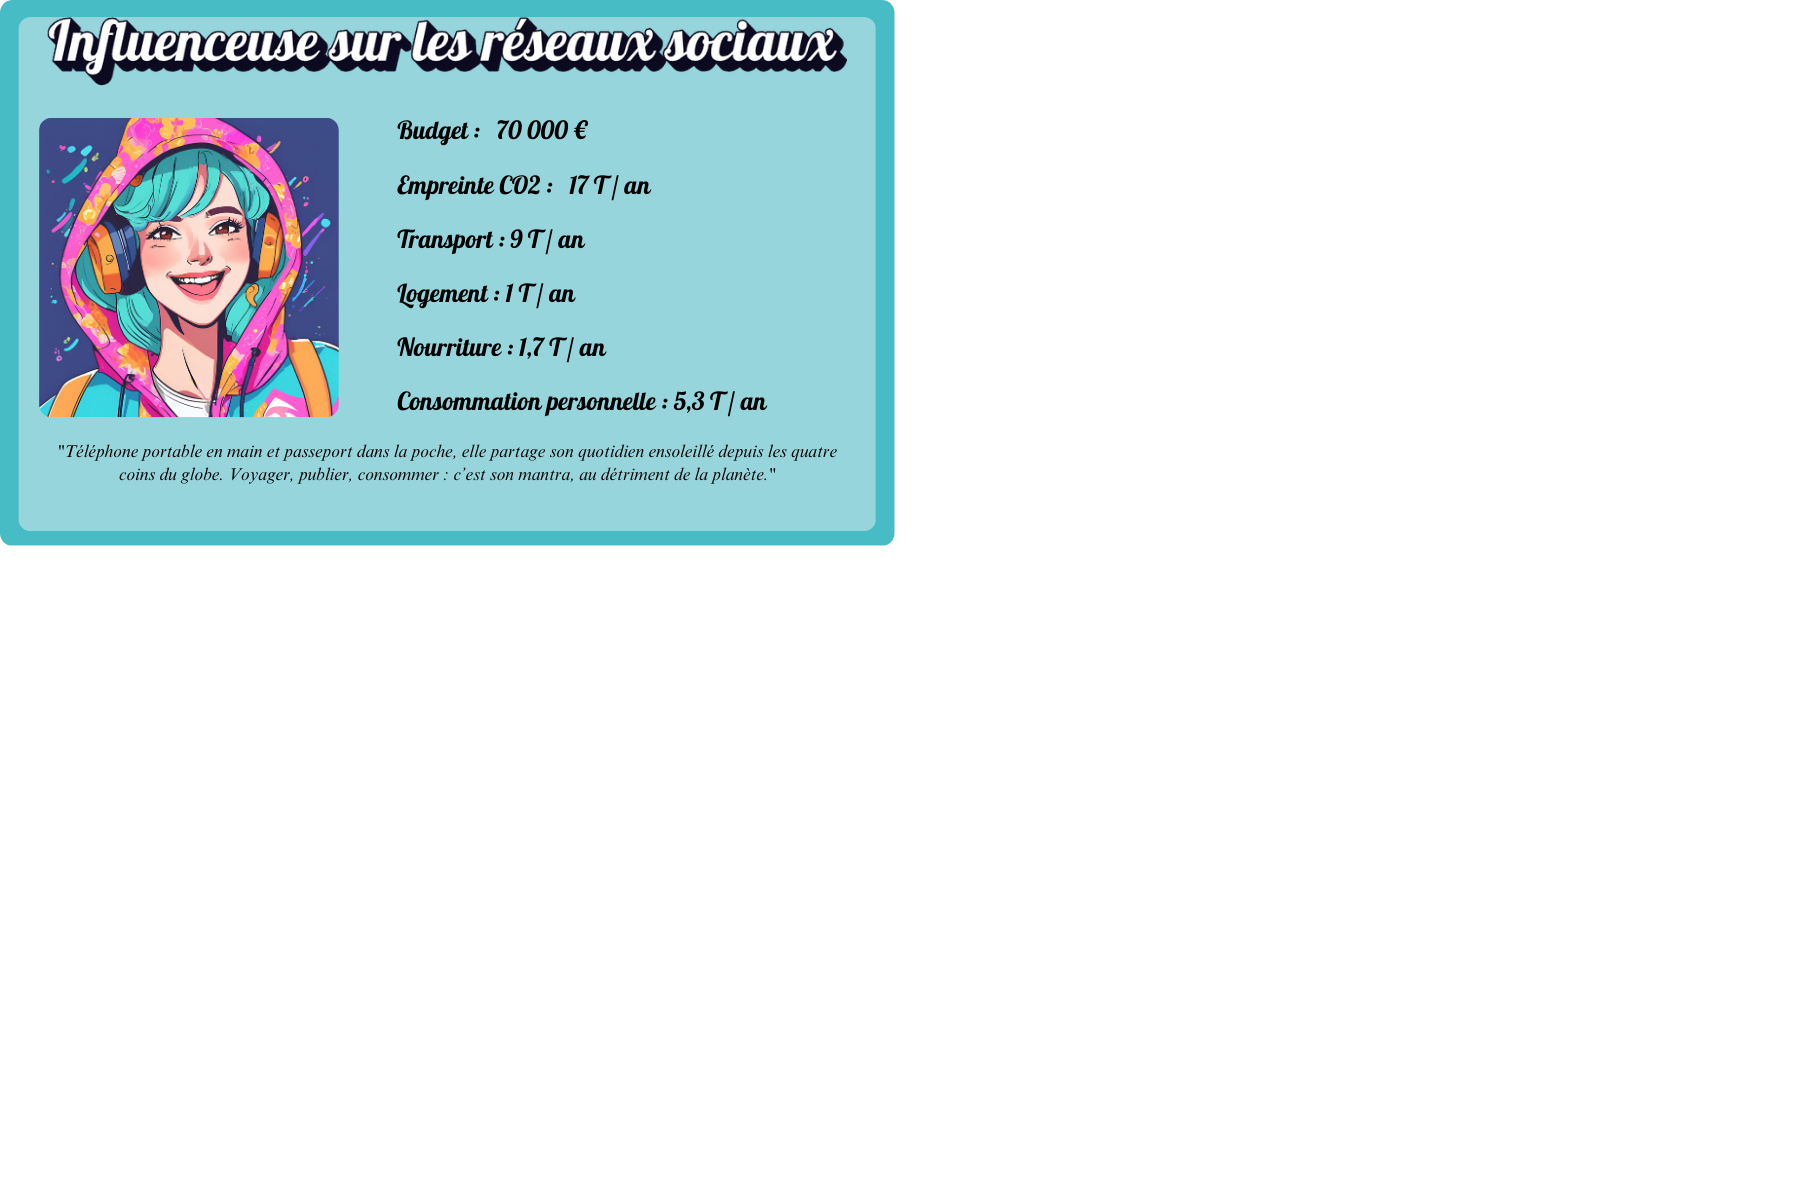 Influenceuse sur les réseaux sociaux
Budget : 70 000 €
Empreinte CO2 : 17 T/ an
Transport : 9 T/ an
Logement : 1 T/ an
Nourriture : 1,7 T/ an
Consommation personnelle : 5,3 T/ an
"Téléphone portable en main et passeport dans la poche, elle partage son quotidien ensoleillé depuis les quatre
coins du globe. Voyager, publier, consommer : c’est son mantra, au détriment de la planète."